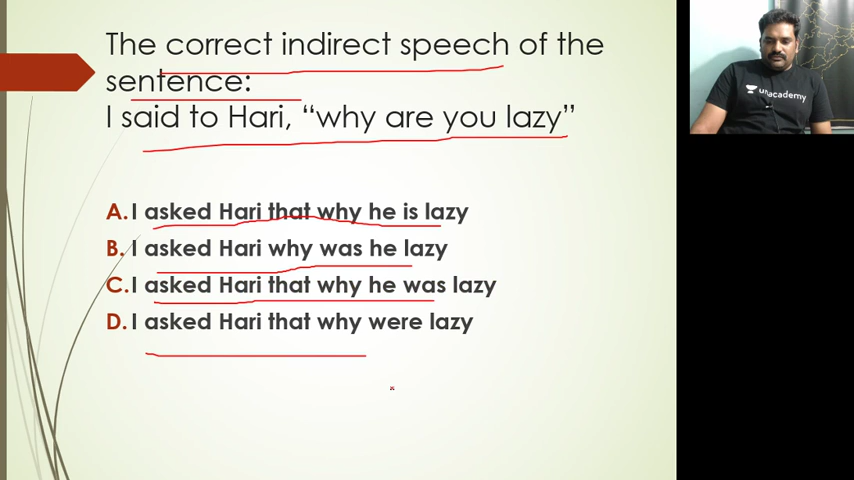 The correct indirect speech of the
sentence:
I said to Hari, “why are you lazy”
A. I asked Hari that why he is lazy
B. I asked Hari why was he lazy
C. I asked Hari that why he was lazy
D. I asked Hari that why were lazy
unacademy